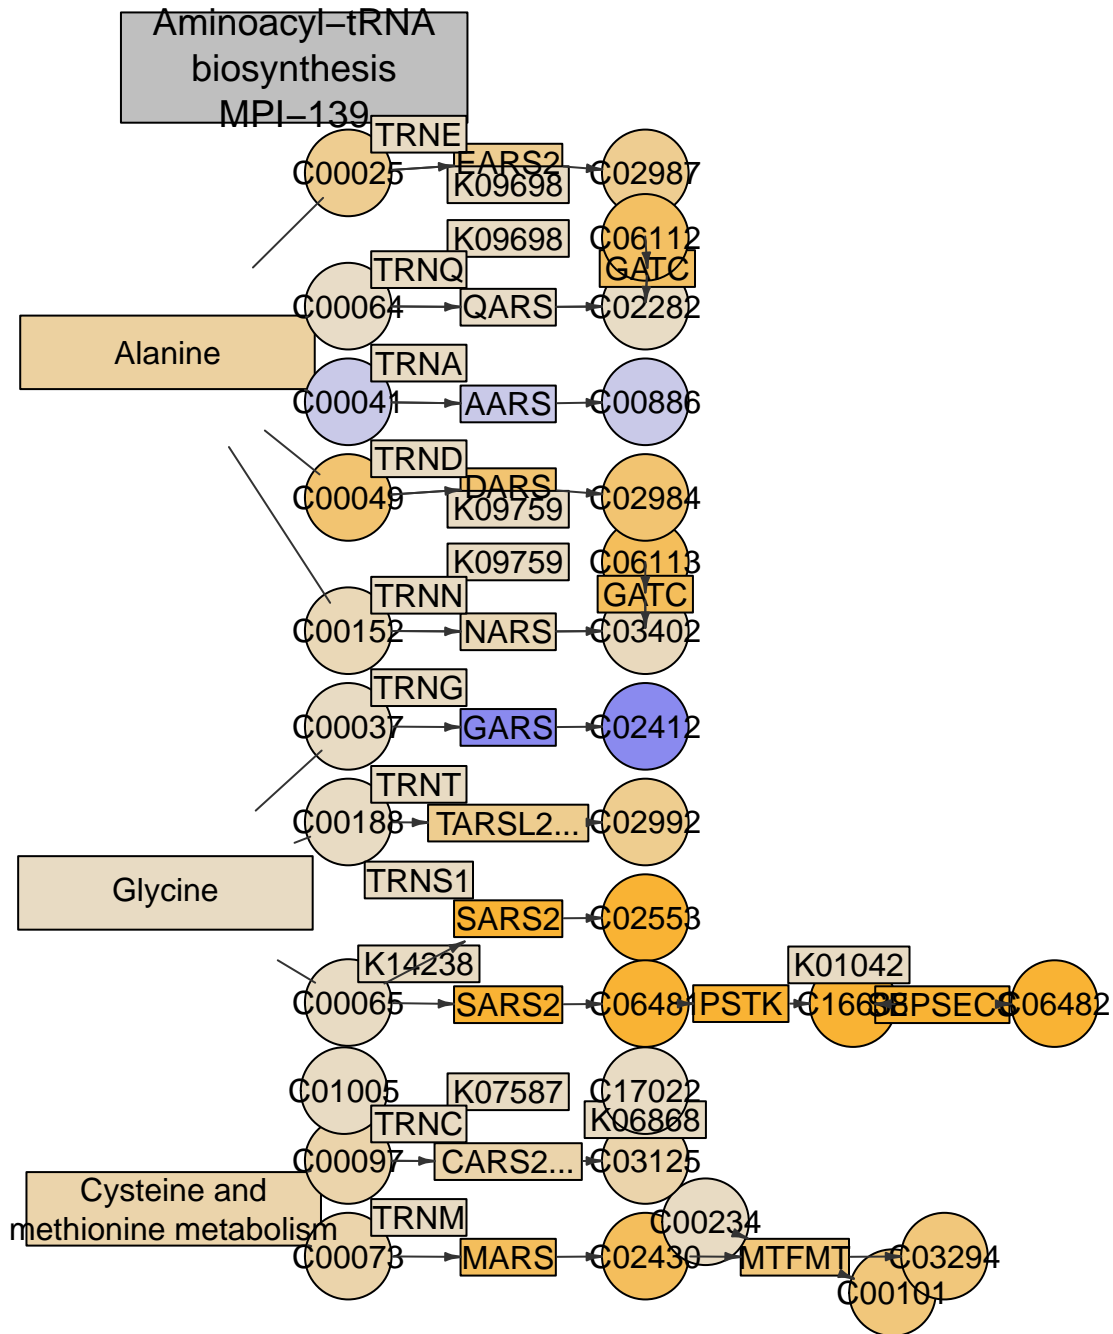 Aminoacyl−tRNA
biosynthesis
MPI−139
TRNE
C00025
EARS2
C02987
K09698
K09698
C06112
TRNQ
GATC
C00064
QARS
C02282
Alanine
TRNA
C00041
AARS
C00886
TRND
DARS
C00049
C02984
K09759
K09759
C06113
TRNN
GATC
C00152
NARS
C03402
TRNG
C00037
GARS
C02412
TRNT
C00188
TARSL2...
C02992
TRNS1
Glycine
SARS2
C02553
K14238
K01042
C00065
SARS2
C06481
PSTK
SEPSECS
C06482
C01005
K07587
C17022
TRNC
K06868
C00097
CARS2...
C03125
Cysteine and
methionine metabolism
TRNM
C00234
C00073
MARS
C02430
MTFMT
C03294
C00101